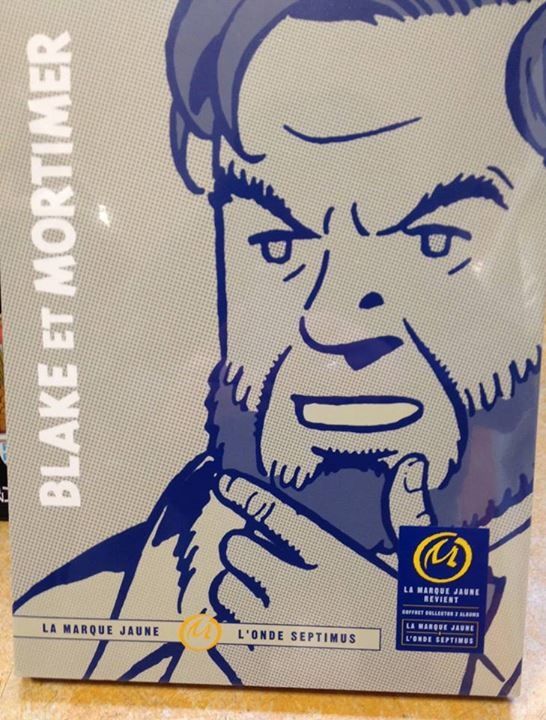 BLAKE ET MORTIMER
LA MARQUE JAUNE
L'ONDE SEPTIMUS
LA MARQUE JAUNE
REVIENT
COFFRET COLLECTOR 2 ALBUMS
LA MARQUE JAUNE
+
L'ONDE SEPTIMUS